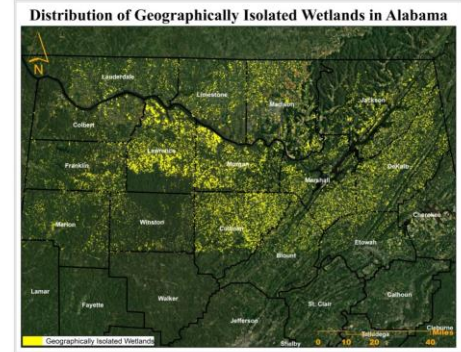 Distribution of Geographically Isolated Wetlands in Alabama
N
Lauderdale
Limestone
Madison
Jackson
Colbert
Lawrence
Franklin
Morgan
Marshall
DeKalb
Marion
Winston
Cullman
Cherokee
Etowah
Blount
Lamar
Fayette
Walker
Jefferson
St. Clair
Calhoun
Shelby
Talladega
Cleburne
Miles
0 10 20 40
Geographically Isolated Wetlands